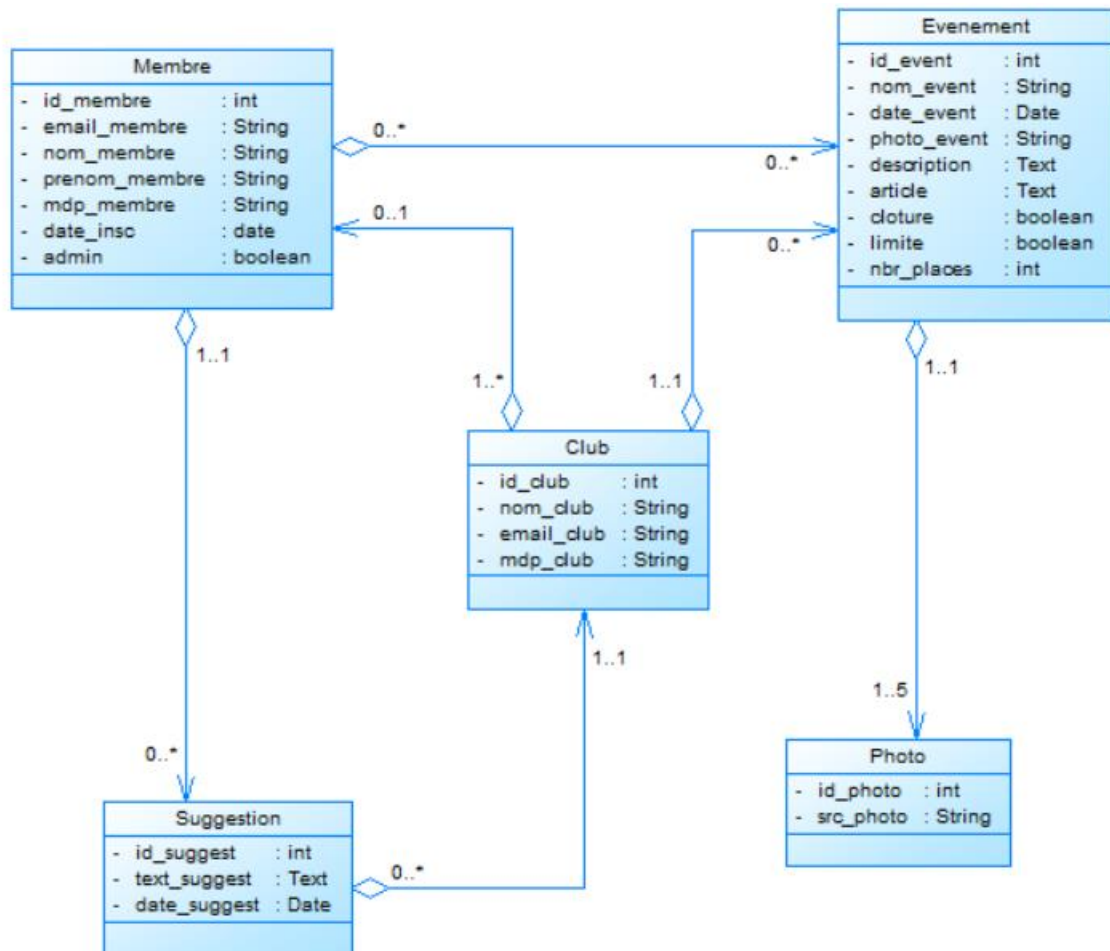 Evenement
- id_event : int
- nom_event : String
- date_event : Date
- photo_event : String
- description : Text
- article : Text
- cloture : boolean
- limite : boolean
- nbr_places : int
Membre
- id_membre : int
- email_membre : String
- nom_membre : String
- prenom_membre : String
- mdp_membre : String
- date_insc : date
- admin : boolean
0..*
0..*
0..1
0..*
1..1
1..1
1..*
1..1
Club
- id_club : int
- nom_club : String
- email_club : String
- mdp_club : String
1..1
1..5
0..*
Photo
- id_photo : int
- src_photo : String
Suggestion
- id_suggest : int
- text_suggest : Text
- date_suggest : Date
0..*